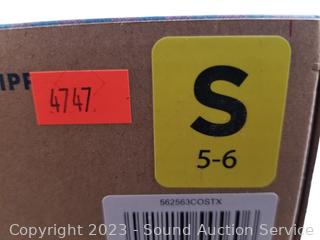 IPP
4747
S
5-6
562563COSTX
Copyright 2023 - Sound Auction Service